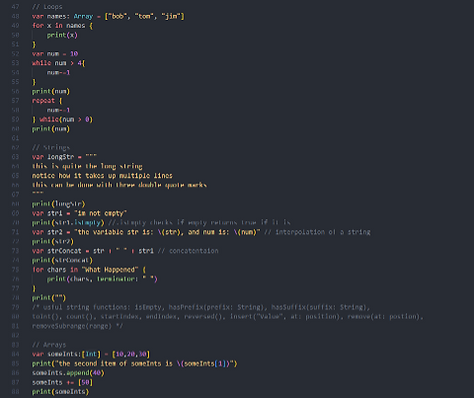 47 // Loops
48 var names: Array = ["bob", "tom", "jim"]
49 for x in names {
50 print(x)
51 }
52 var num = 10
53 while num > 4{
54 num-=1
55 }
56 print(num)
57 repeat {
58 num-=1
59 } while(num > 0)
60 print(num)
61
62 // Strings
63 var longStr = """
64 this is quite the long string
65 notice how it takes up multiple lines
66 this can be done with three double quote marks
67 """
68 print(longStr)
69 var str1 = "im not empty"
70 print(str1.isEmpty) //.isEmpty checks if empty returns true if it is
71 var str2 = "the variable str is: \(str), and num is: \(num)" // interpolation of a string
72 print(str2)
73 var strConcat = str + " " + str1 // concatentaion
74 print(strConcat)
75 for chars in "What Happened" {
76 print(chars, terminator: " ")
77 }
78 print("")
79 /* usful string functions: isEmpty, hasPrefix(prefix: String), hasSuffix(suffix: String),
80 toInt(), count(), startIndex, endIndex, reversed(), insert("Value", at: position), remove(at: postion),
81 removeSubrange(range) */
82
83 // Arrays
84 var someInts:[Int] = [10,20,30]
85 print("the second item of someInts is \(someInts[1])")
86 someInts.append(40)
87 someInts += [50]
88 print(someInts)